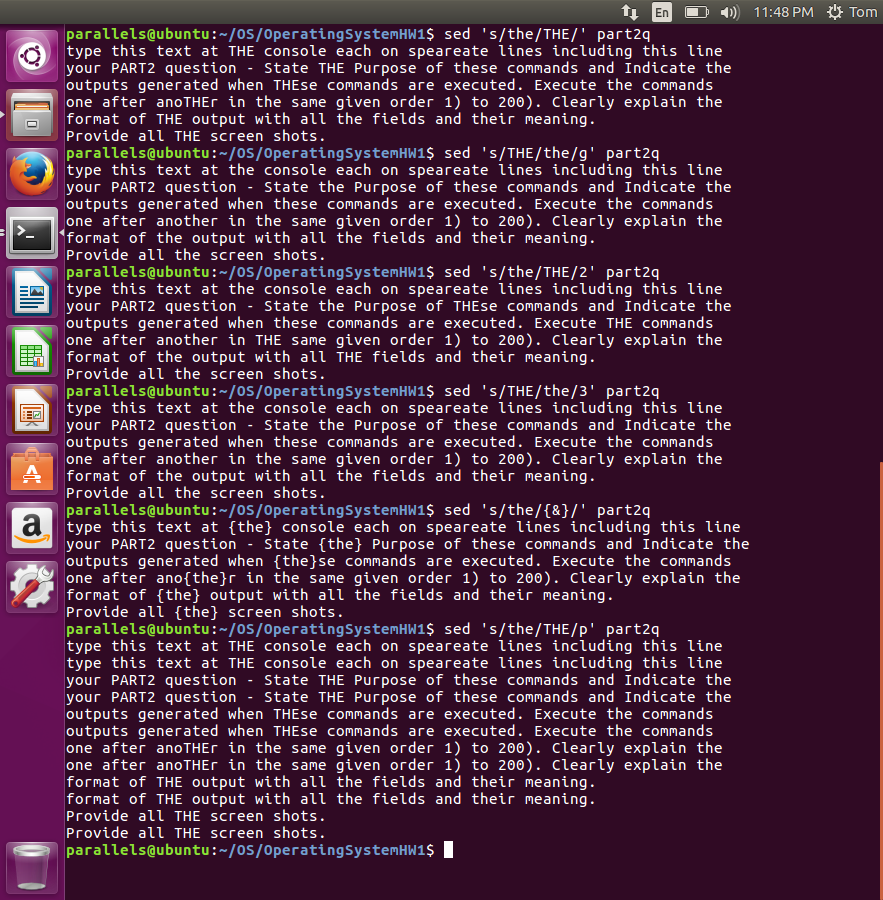 En 11:48 PM Tom
parallels@ubuntu:~/OS/OperatingSystemHW1$ sed 's/the/THE/' part2q
type this text at THE console each on speareate lines including this line
your PART2 question - State THE Purpose of these commands and Indicate the
outputs generated when THEse commands are executed. Execute the commands
one after anoTHEr in the same given order 1) to 200). Clearly explain the
format of THE output with all the fields and their meaning.
Provide all THE screen shots.
parallels@ubuntu:~/OS/OperatingSystemHW1$ sed 's/THE/the/g' part2q
type this text at the console each on speareate lines including this line
your PART2 question - State the Purpose of these commands and Indicate the
outputs generated when these commands are executed. Execute the commands
one after another in the same given order 1) to 200). Clearly explain the
format of the output with all the fields and their meaning.
Provide all the screen shots.
parallels@ubuntu:~/OS/OperatingSystemHW1$ sed 's/the/THE/2' part2q
type this text at the console each on speareate lines including this line
your PART2 question - State the Purpose of THEse commands and Indicate the
outputs generated when these commands are executed. Execute THE commands
one after another in THE same given order 1) to 200). Clearly explain the
format of the output with all THE fields and their meaning.
Provide all the screen shots.
parallels@ubuntu:~/OS/OperatingSystemHW1$ sed 's/THE/the/3' part2q
type this text at the console each on speareate lines including this line
your PART2 question - State the Purpose of these commands and Indicate the
outputs generated when these commands are executed. Execute the commands
one after another in the same given order 1) to 200). Clearly explain the
format of the output with all the fields and their meaning.
Provide all the screen shots.
parallels@ubuntu:~/OS/OperatingSystemHW1$ sed 's/the/{&}/' part2q
type this text at {the} console each on speareate lines including this line
your PART2 question - State {the} Purpose of these commands and Indicate the
outputs generated when {the}se commands are executed. Execute the commands
one after ano{the}r in the same given order 1) to 200). Clearly explain the
format of {the} output with all the fields and their meaning.
Provide all {the} screen shots.
parallels@ubuntu:~/OS/OperatingSystemHW1$ sed 's/the/THE/p' part2q
type this text at THE console each on speareate lines including this line
type this text at THE console each on speareate lines including this line
your PART2 question - State THE Purpose of these commands and Indicate the
your PART2 question - State THE Purpose of these commands and Indicate the
outputs generated when THEse commands are executed. Execute the commands
outputs generated when THEse commands are executed. Execute the commands
one after anoTHEr in the same given order 1) to 200). Clearly explain the
one after anoTHEr in the same given order 1) to 200). Clearly explain the
format of THE output with all the fields and their meaning.
format of THE output with all the fields and their meaning.
Provide all THE screen shots.
Provide all THE screen shots.
parallels@ubuntu:~/OS/OperatingSystemHW1$